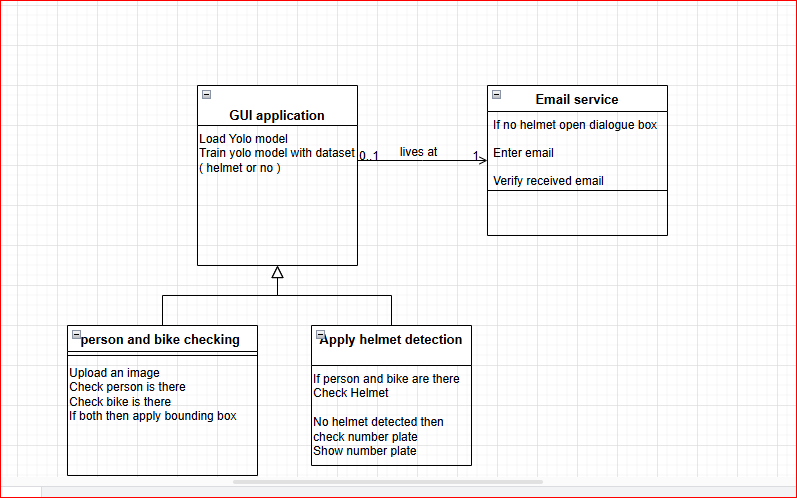 GUI application
Load Yolo model
Train yolo model with dataset
( helmet or no )
0..1
lives at
1
Email service
If no helmet open dialogue box
Enter email
Verify received email
person and bike checking
Upload an image
Check person is there
Check bike is there
If both then apply bounding box
Apply helmet detection
If person and bike are there
Check Helmet
No helmet detected then
check number plate
Show number plate